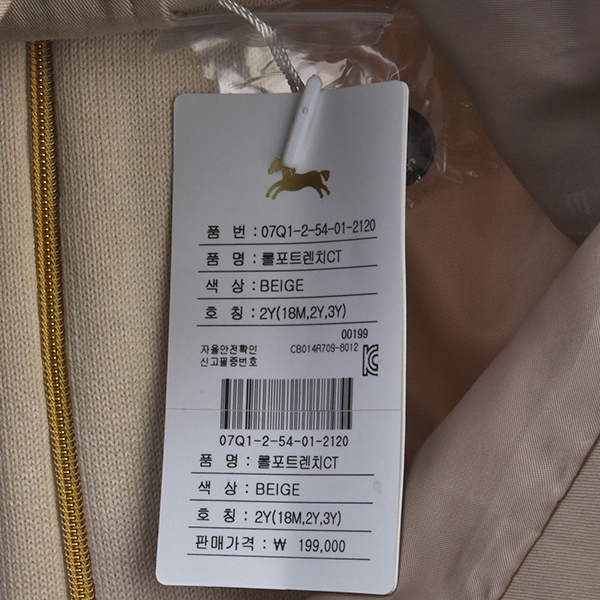 품 번 : 07Q1-2-54-01-2120
품 명 : 롤포트렌치CT
색 상 : BEIGE
호 칭 : 2Y(18M,2Y,3Y)
00199
자율안전확인 CB014R709-8012
신고필증번호
07Q1-2-54-01-2120
품 명 : 롤포트렌치CT
색 상 : BEIGE
호 칭 : 2Y(18M,2Y,3Y)
판매가격 : ₩ 199,000